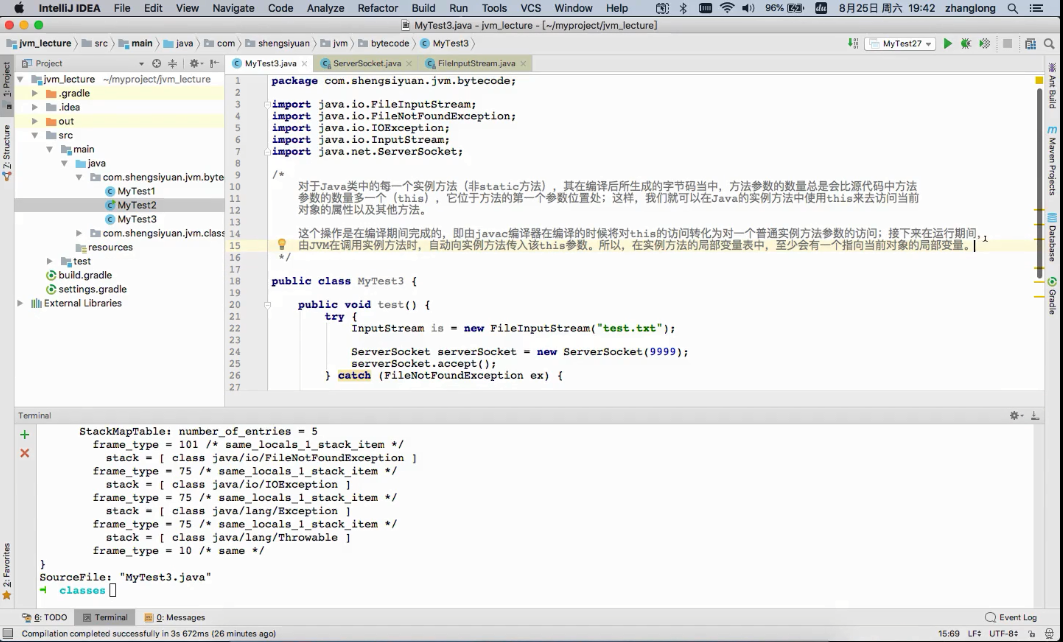 IntelliJ IDEA File Edit View Navigate Code Analyze Refactor Build Run Tools VCS Window Help 96% 8月25日 周六 19:42 zhanglong
MyTest3.java - jvm_lecture - [~/myproject/jvm_lecture]
jvm_lecture src main java com shengsiyuan jvm bytecode MyTest3 MyTest27
Project MyTest3.java ServerSocket.java FileInputStream.java
1: Project
7: Structure
2: Favorites
Ant Build
Maven Projects
Database
Gradle
jvm_lecture ~/myproject/jvm_lecture
.gradle
.idea
out
src
main
java
com.shengsiyuan.jvm.byte
MyTest1
MyTest2
MyTest3
com.shengsiyuan.jvm.class
resources
test
build.gradle
settings.gradle
External Libraries
1 package com.shengsiyuan.jvm.bytecode;
2
3 import java.io.FileInputStream;
4 import java.io.FileNotFoundException;
5 import java.io.IOException;
6 import java.io.InputStream;
7 import java.net.ServerSocket;
8
9 /*
10 对于Java类中的每一个实例方法（非static方法），其在编译后所生成的字节码当中，方法参数的数量总是会比源代码中方法
11 参数的数量多一个（this），它位于方法的第一个参数位置处；这样，我们就可以在Java的实例方法中使用this来去访问当前
12 对象的属性以及其他方法。
13
14 这个操作是在编译期间完成的，即由javac编译器在编译的时候将对this的访问转化为对一个普通实例方法参数的访问；接下来在运行期间，
15 由JVM在调用实例方法时，自动向实例方法传入该this参数。所以，在实例方法的局部变量表中，至少会有一个指向当前对象的局部变量。
16 */
17
18 public class MyTest3 {
19
20 public void test() {
21 try {
22 InputStream is = new FileInputStream("test.txt");
23
24 ServerSocket serverSocket = new ServerSocket(9999);
25 serverSocket.accept();
26 } catch (FileNotFoundException ex) {
27
Terminal
StackMapTable: number_of_entries = 5
frame_type = 101 /* same_locals_1_stack_item */
stack = [ class java/io/FileNotFoundException ]
frame_type = 75 /* same_locals_1_stack_item */
stack = [ class java/io/IOException ]
frame_type = 75 /* same_locals_1_stack_item */
stack = [ class java/lang/Exception ]
frame_type = 75 /* same_locals_1_stack_item */
stack = [ class java/lang/Throwable ]
frame_type = 10 /* same */
}
SourceFile: "MyTest3.java"
classes
6: TODO Terminal 0: Messages Event Log
Compilation completed successfully in 3s 672ms (26 minutes ago) 15:69 LF÷ UTF-8÷